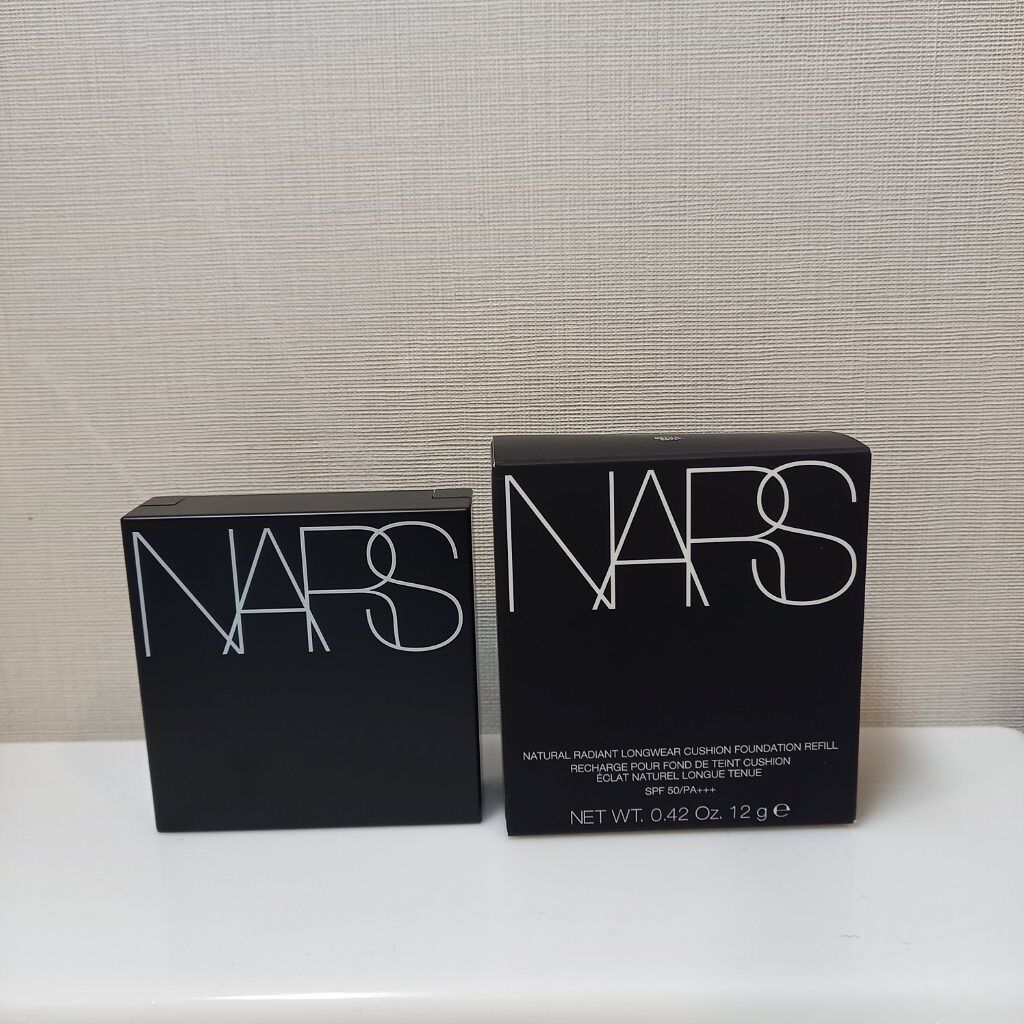 NARS
NARS
NATURAL RADIANT LONGWEAR CUSHION FOUNDATION REFILL
RECHARGE POUR FOND DE TEINT CUSHION
ÉCLAT NATUREL LONGUE TENUE
SPF 50/PA+++
NET WT. 0.42 Oz. 12 g ℮